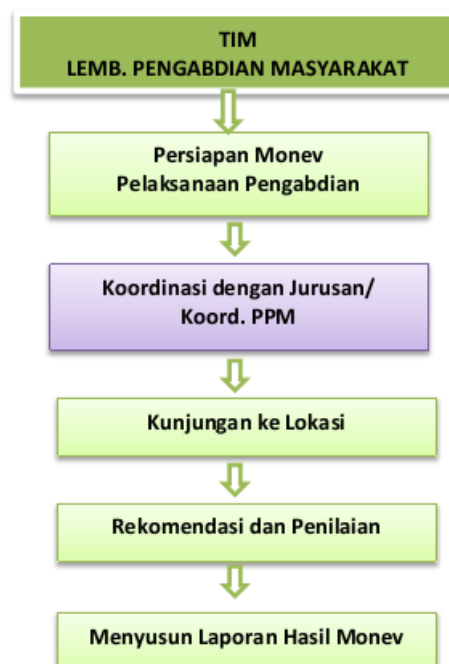 TIM
LEMB. PENGABDIAN MASYARAKAT
Persiapan Monev
Pelaksanaan Pengabdian
Koordinasi dengan Jurusan/
Koord. PPM
Kunjungan ke Lokasi
Rekomendasi dan Penilaian
Menyusun Laporan Hasil Monev